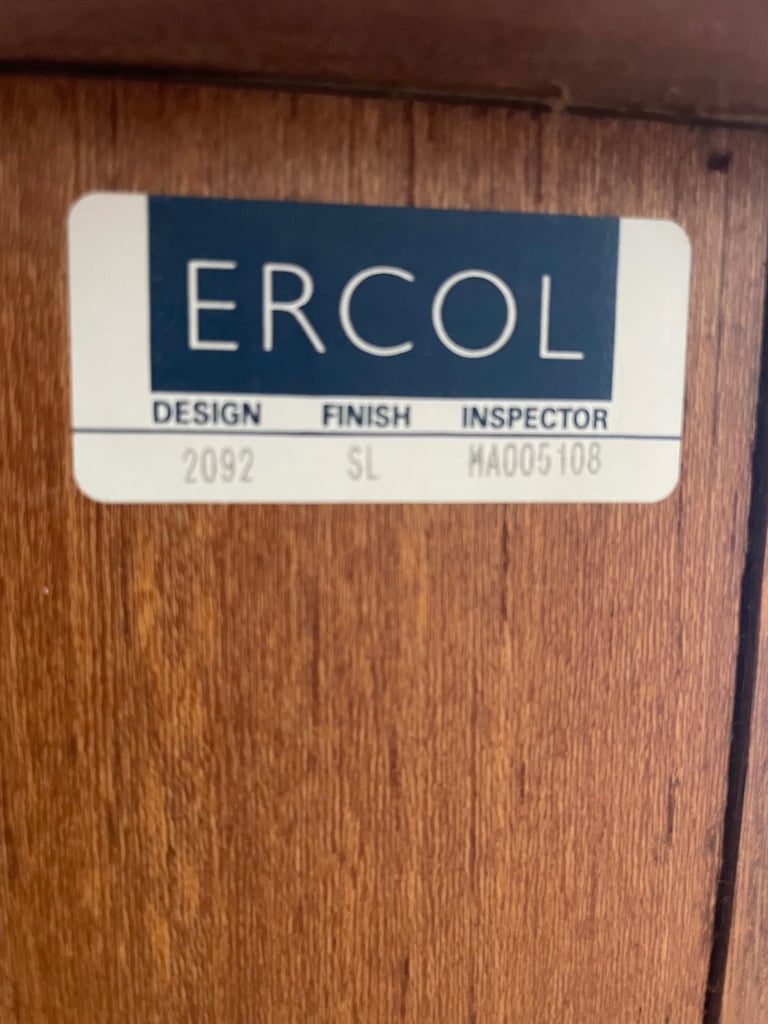 ERCOL
DESIGN FINISH INSPECTOR
2092 SL MA005108